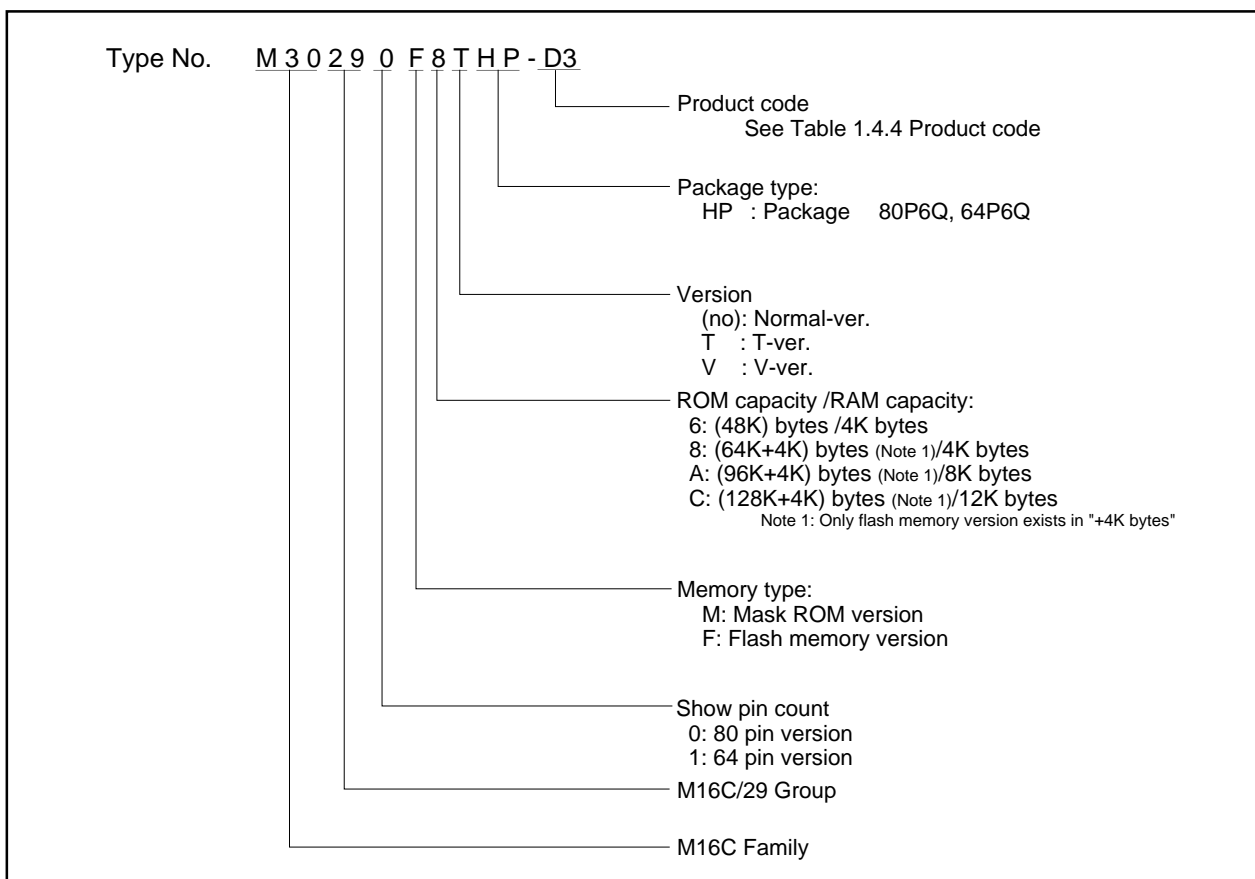 Type No. M 3 0 2 9 0 F 8 T H P - D3
Product code
See Table 1.4.4 Product code
Package type:
HP : Package 80P6Q, 64P6Q
Version
(no): Normal-ver.
T : T-ver.
V : V-ver.
ROM capacity /RAM capacity:
6: (48K) bytes /4K bytes
8: (64K+4K) bytes (Note 1)/4K bytes
A: (96K+4K) bytes (Note 1)/8K bytes
C: (128K+4K) bytes (Note 1)/12K bytes
Note 1: Only flash memory version exists in "+4K bytes"
Memory type:
M: Mask ROM version
F: Flash memory version
Show pin count
0: 80 pin version
1: 64 pin version
M16C/29 Group
M16C Family